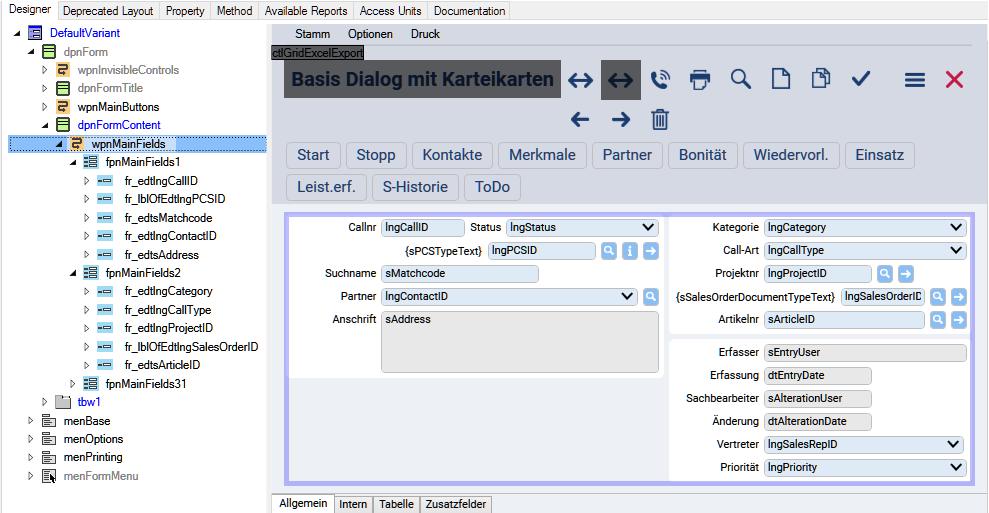 Designer Deprecated Layout Property Method Available Reports Access Units Documentation
DefaultVariant
dpnForm
wpnInvisibleControls
dpnFormTitle
wpnMainButtons
dpnFormContent
wpnMainFields
fpnMainFields1
fr_edtlngCallID
fr_lblOfEdtlngPCSID
fr_edtsMatchcode
fr_edtlngContactID
fr_edtsAddress
fpnMainFields2
fr_edtlngCategory
fr_edtlngCallType
fr_edtlngProjectID
fr_lblOfEdtlngSalesOrderID
fr_edtsArticleID
fpnMainFields31
tbw1
menBase
menOptions
menPrinting
menFormMenu
Stamm Optionen Druck
ctlGridExcelExport
Basis Dialog mit Karteikarten
Start Stopp Kontakte Merkmale Partner Bonität Wiedervorl. Einsatz
Leist.erf. S-Historie ToDo
Callnr lngCallID Status lngStatus
{sPCSTypeText} lngPCSID
Suchname sMatchcode
Partner lngContactID
Anschrift sAddress
Kategorie lngCategory
Call-Art lngCallType
Projektnr lngProjectID
{sSalesOrderDocumentTypeText} lngSalesOrderID
Artikelnr sArticleID
Erfasser sEntryUser
Erfassung dtEntryDate
Sachbearbeiter sAlterationUser
Änderung dtAlterationDate
Vertreter lngSalesRepID
Priorität lngPriority
Allgemein Intern Tabelle Zusatzfelder